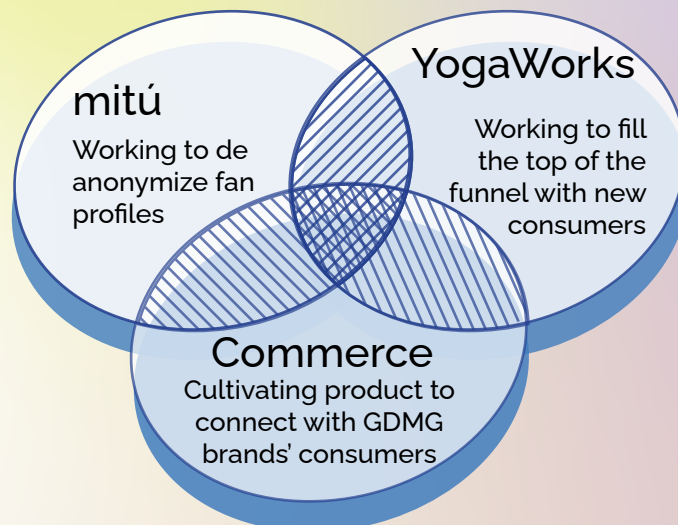 mitú
Working to de
anonymize fan
profiles
YogaWorks
Working to fill
the top of the
funnel with new
consumers
Commerce
Cultivating product to
connect with GDMG
brands’ consumers